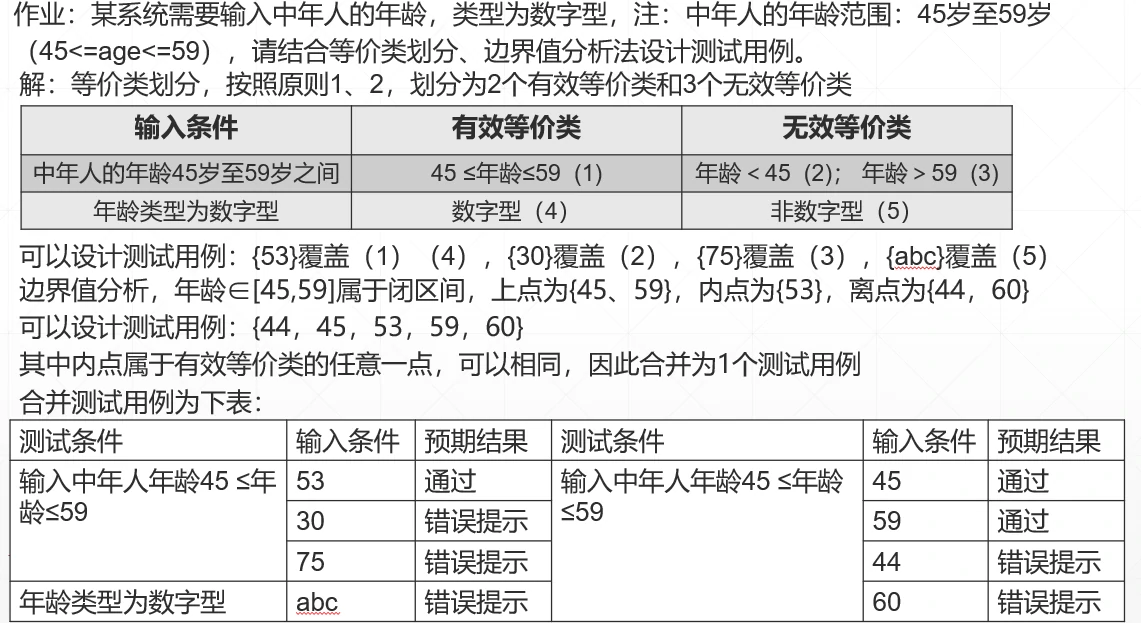 作业：某系统需要输入中年人的年龄，类型为数字型，注：中年人的年龄范围：45岁至59岁
（45<=age<=59），请结合等价类划分、边界值分析法设计测试用例。
解：等价类划分，按照原则1、2，划分为2个有效等价类和3个无效等价类
输入条件 有效等价类 无效等价类
中年人的年龄45岁至59岁之间 45 ≤年龄≤59（1） 年龄＜45（2）； 年龄＞59（3）
年龄类型为数字型 数字型（4） 非数字型（5）
可以设计测试用例：{53}覆盖（1）（4），{30}覆盖（2），{75}覆盖（3），{abc}覆盖（5）
边界值分析，年龄∈[45,59]属于闭区间，上点为{45、59}，内点为{53}，离点为{44，60}
可以设计测试用例：{44，45，53，59，60}
其中内点属于有效等价类的任意一点，可以相同，因此合并为1个测试用例
合并测试用例为下表：
测试条件 输入条件 预期结果 测试条件 输入条件 预期结果
输入中年人年龄45 ≤年 53 通过 输入中年人年龄45 ≤年龄 45 通过
龄≤59 30 错误提示 ≤59 59 通过
75 错误提示 44 错误提示
年龄类型为数字型 abc 错误提示 60 错误提示